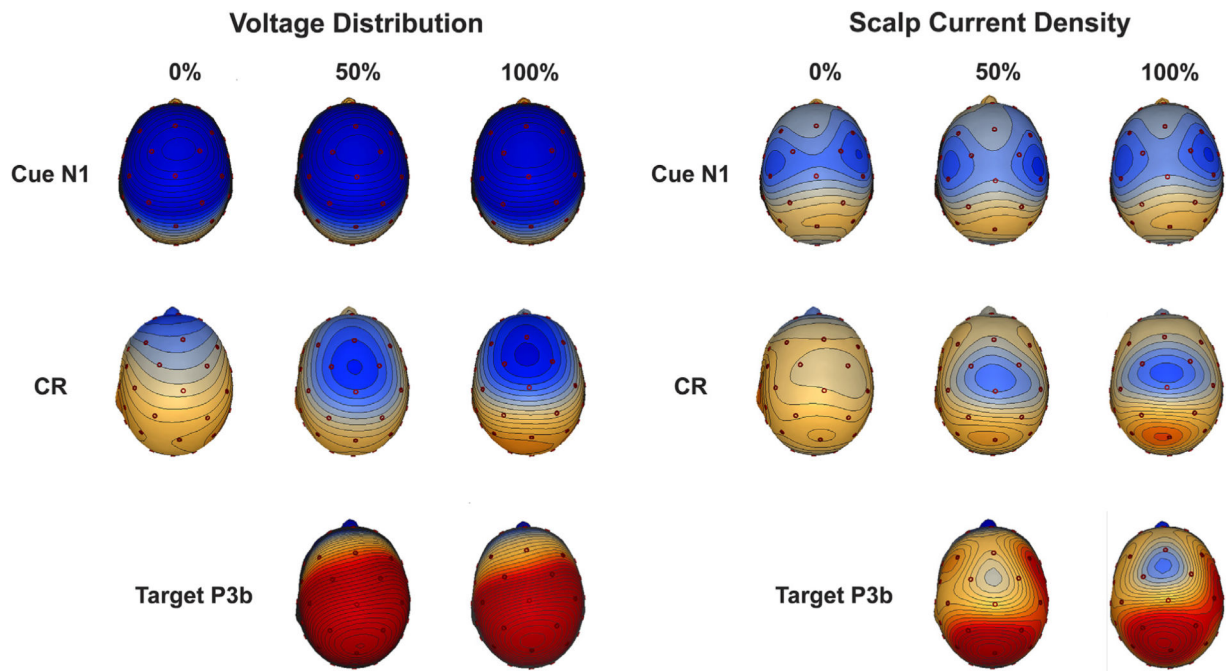 Voltage Distribution
Scalp Current Density
0% 50% 100%
0% 50% 100%
Cue N1
Cue N1
CR
CR
Target P3b
Target P3b